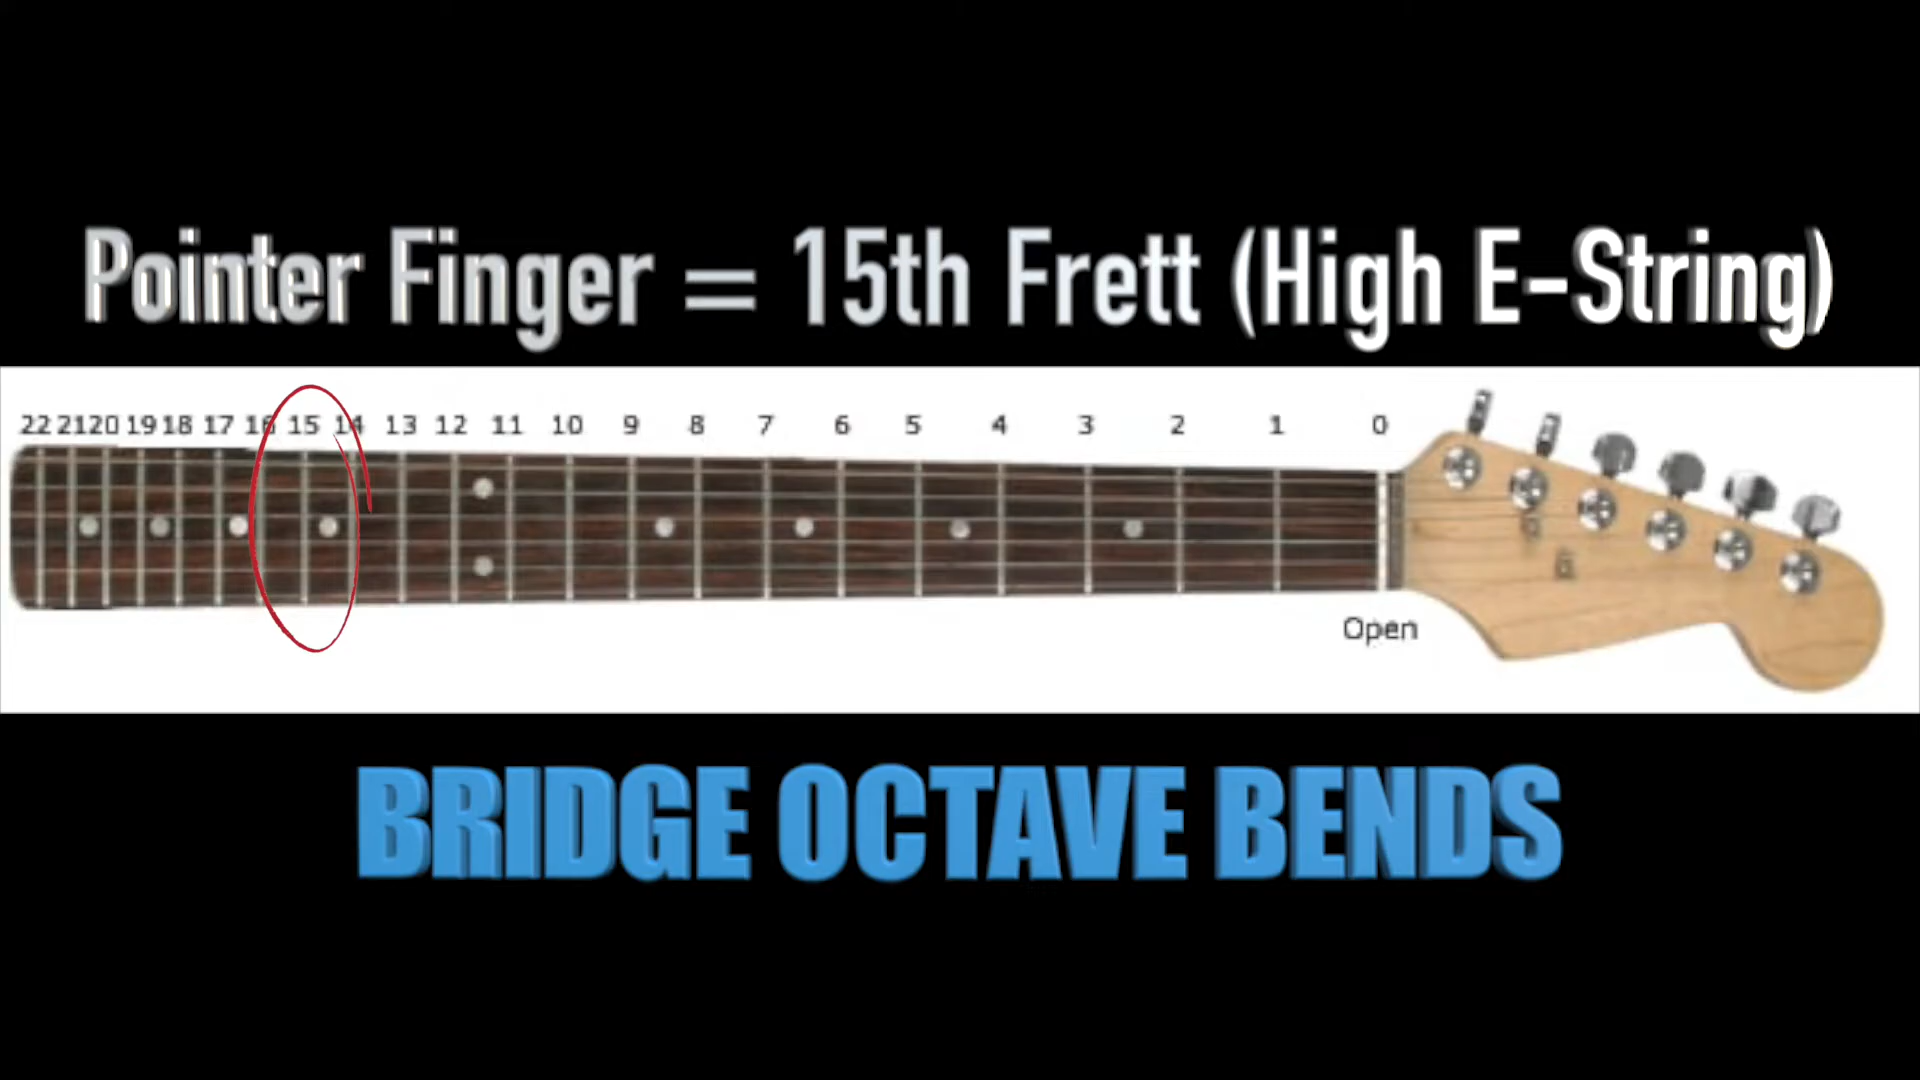 Pointer Finger = 15th Frett (High E-String)
22 21 20 19 18 17 16 15 14 13 12 11 10 9 8 7 6 5 4 3 2 1 0
Open
BRIDGE OCTAVE BENDS